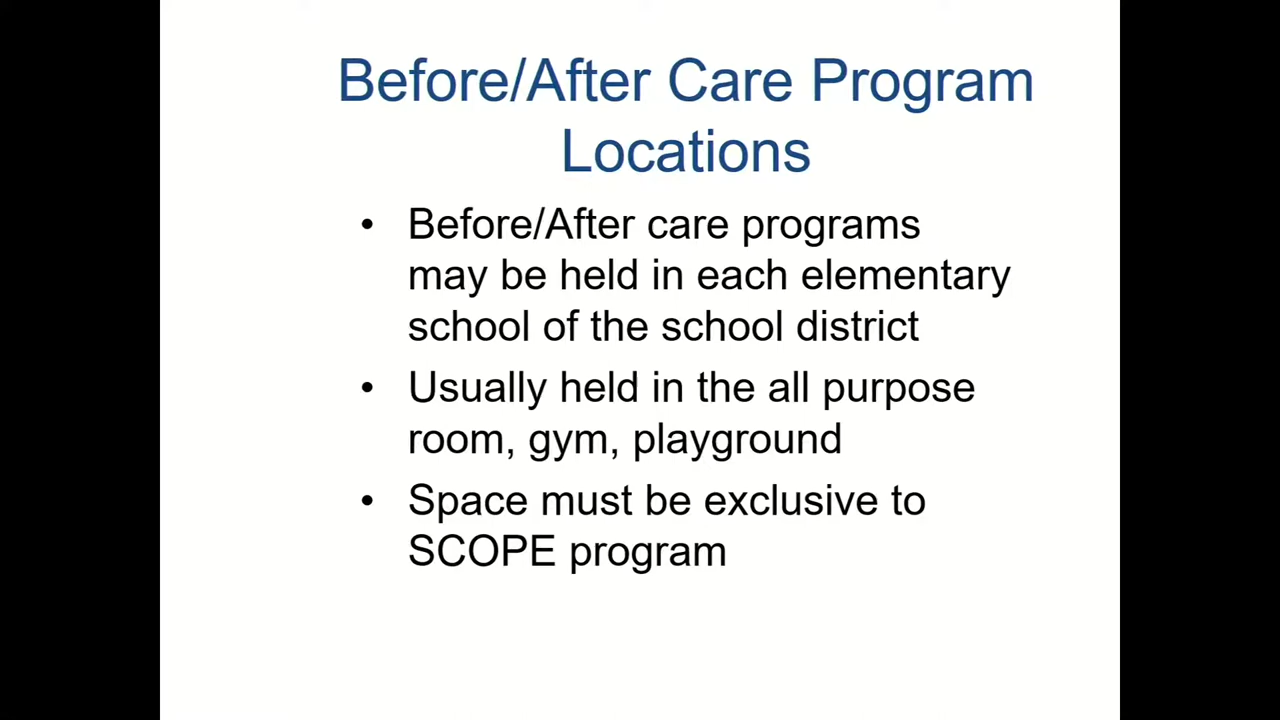 Before/After Care Program
Locations
• Before/After care programs
may be held in each elementary
school of the school district
• Usually held in the all purpose
room, gym, playground
• Space must be exclusive to
SCOPE program